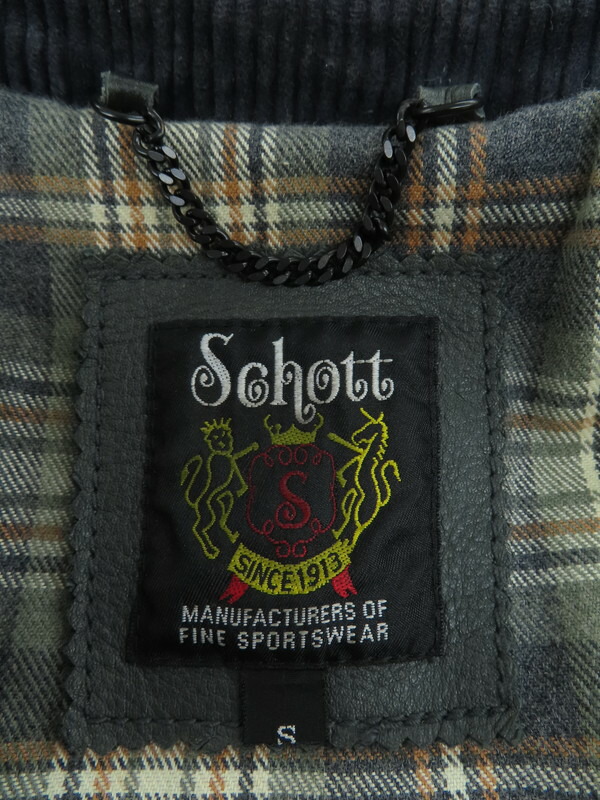 Schott
S
SINCE 1913
MANUFACTURERS OF
FINE SPORTSWEAR
S